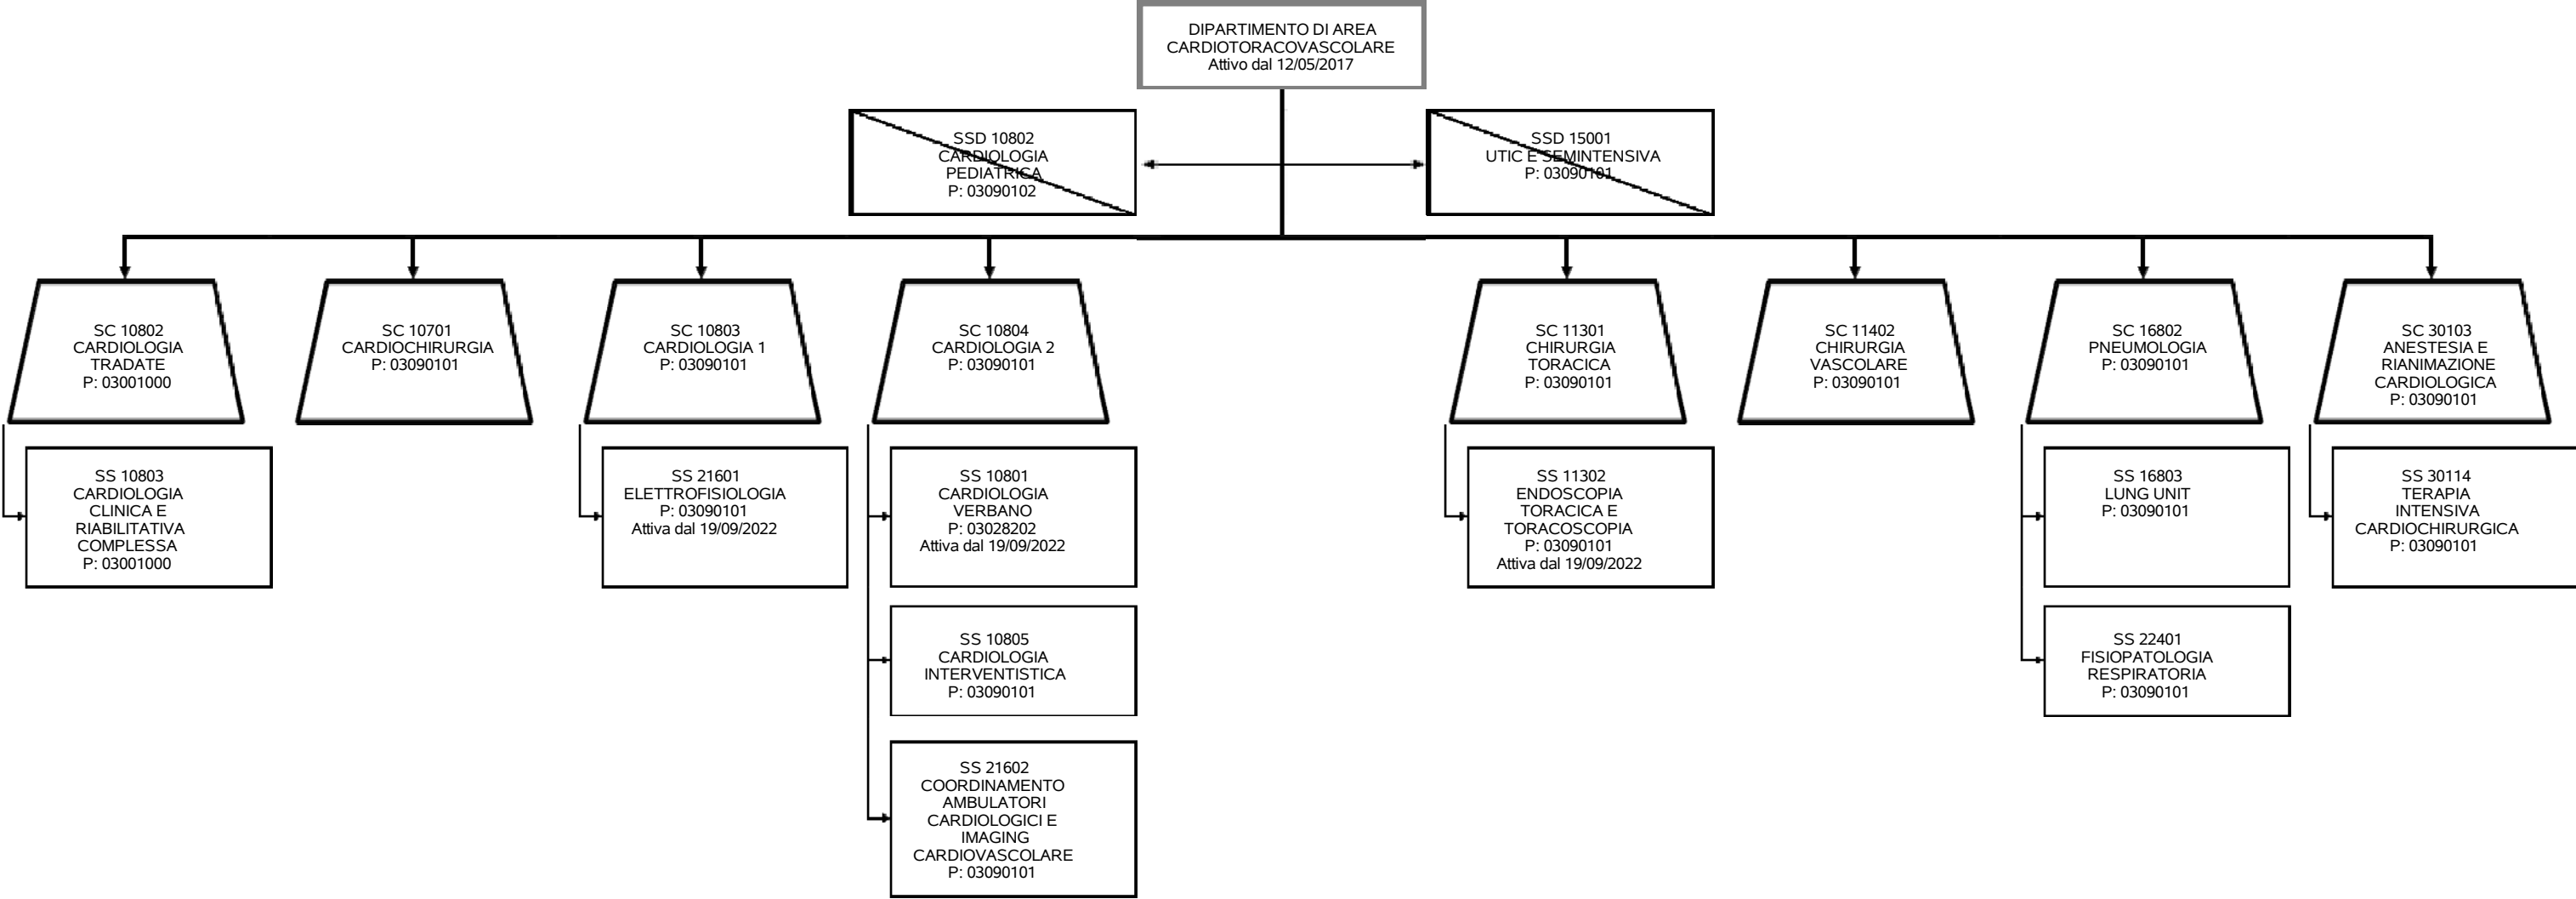 DIPARTIMENTO DI AREA
CARDIOTORACOVASCOLARE
Attivo dal 12/05/2017
SSD 10802
CARDIOLOGIA
PEDIATRICA
P: 03090102
SSD 15001
UTIC E SEMINTENSIVA
P: 03090101
SC 10802
CARDIOLOGIA
TRADATE
P: 03001000
SC 10701
CARDIOCHIRURGIA
P: 03090101
SC 10803
CARDIOLOGIA 1
P: 03090101
SC 10804
CARDIOLOGIA 2
P: 03090101
SC 11301
CHIRURGIA
TORACICA
P: 03090101
SC 11402
CHIRURGIA
VASCOLARE
P: 03090101
SC 16802
PNEUMOLOGIA
P: 03090101
SC 30103
ANESTESIA E
RIANIMAZIONE
CARDIOLOGICA
P: 03090101
SS 10803
CARDIOLOGIA
CLINICA E
RIABILITATIVA
COMPLESSA
P: 03001000
SS 21601
ELETTROFISIOLOGIA
P: 03090101
Attiva dal 19/09/2022
SS 10801
CARDIOLOGIA
VERBANO
P: 03028202
Attiva dal 19/09/2022
SS 11302
ENDOSCOPIA
TORACICA E
TORACOSCOPIA
P: 03090101
Attiva dal 19/09/2022
SS 16803
LUNG UNIT
P: 03090101
SS 30114
TERAPIA
INTENSIVA
CARDIOCHIRURGICA
P: 03090101
SS 10805
CARDIOLOGIA
INTERVENTISTICA
P: 03090101
SS 22401
FISIOPATOLOGIA
RESPIRATORIA
P: 03090101
SS 21602
COORDINAMENTO
AMBULATORI
CARDIOLOGICI E
IMAGING
CARDIOVASCOLARE
P: 03090101